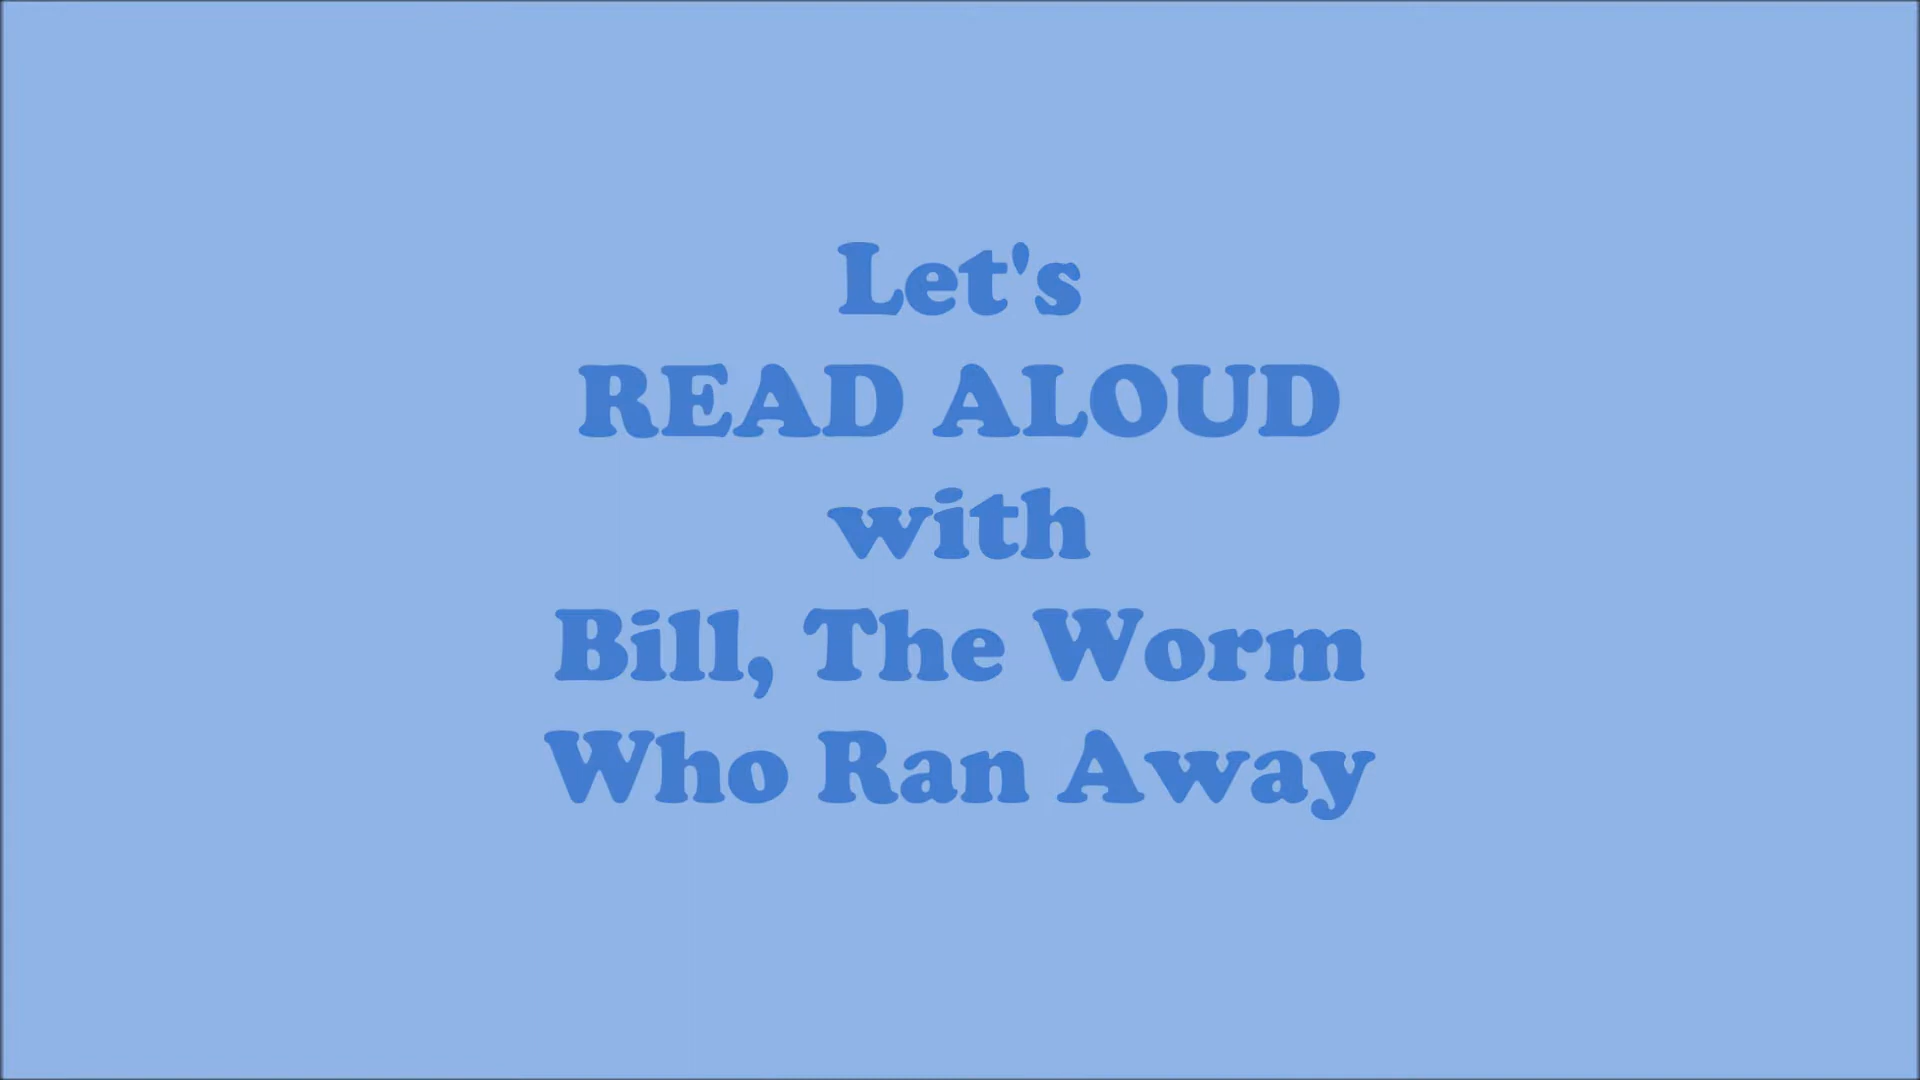 Let's
READ ALOUD
with
Bill, The Worm
Who Ran Away